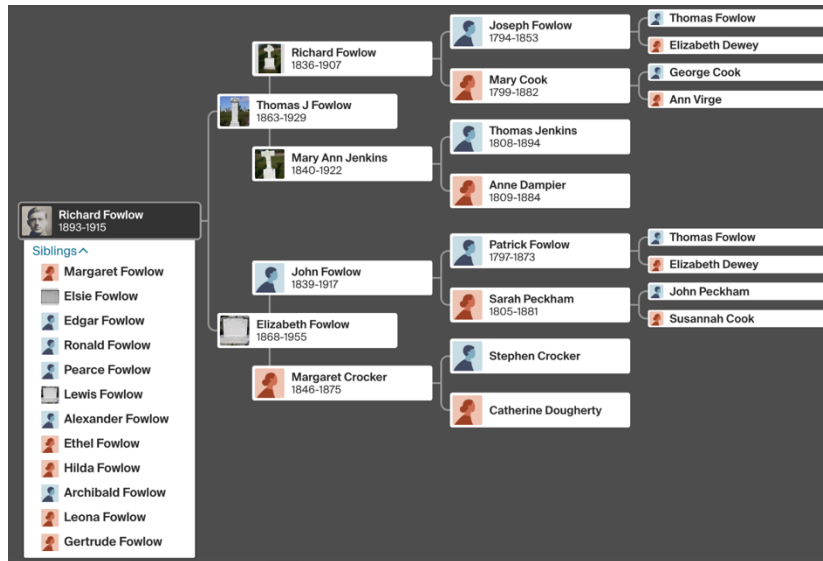 Richard Fowlow
1893-1915
Siblings
Margaret Fowlow
Elsie Fowlow
Edgar Fowlow
Ronald Fowlow
Pearce Fowlow
Lewis Fowlow
Alexander Fowlow
Ethel Fowlow
Hilda Fowlow
Archibald Fowlow
Leona Fowlow
Gertrude Fowlow
Thomas J Fowlow
1863-1929
Elizabeth Fowlow
1868-1955
Richard Fowlow
1836-1907
Mary Ann Jenkins
1840-1922
John Fowlow
1839-1917
Margaret Crocker
1846-1875
Joseph Fowlow
1794-1853
Mary Cook
1799-1882
Thomas Jenkins
1808-1894
Anne Dampier
1809-1884
Patrick Fowlow
1797-1873
Sarah Peckham
1805-1881
Stephen Crocker
Catherine Dougherty
Thomas Fowlow
Elizabeth Dewey
George Cook
Ann Virge
Thomas Fowlow
Elizabeth Dewey
John Peckham
Susannah Cook